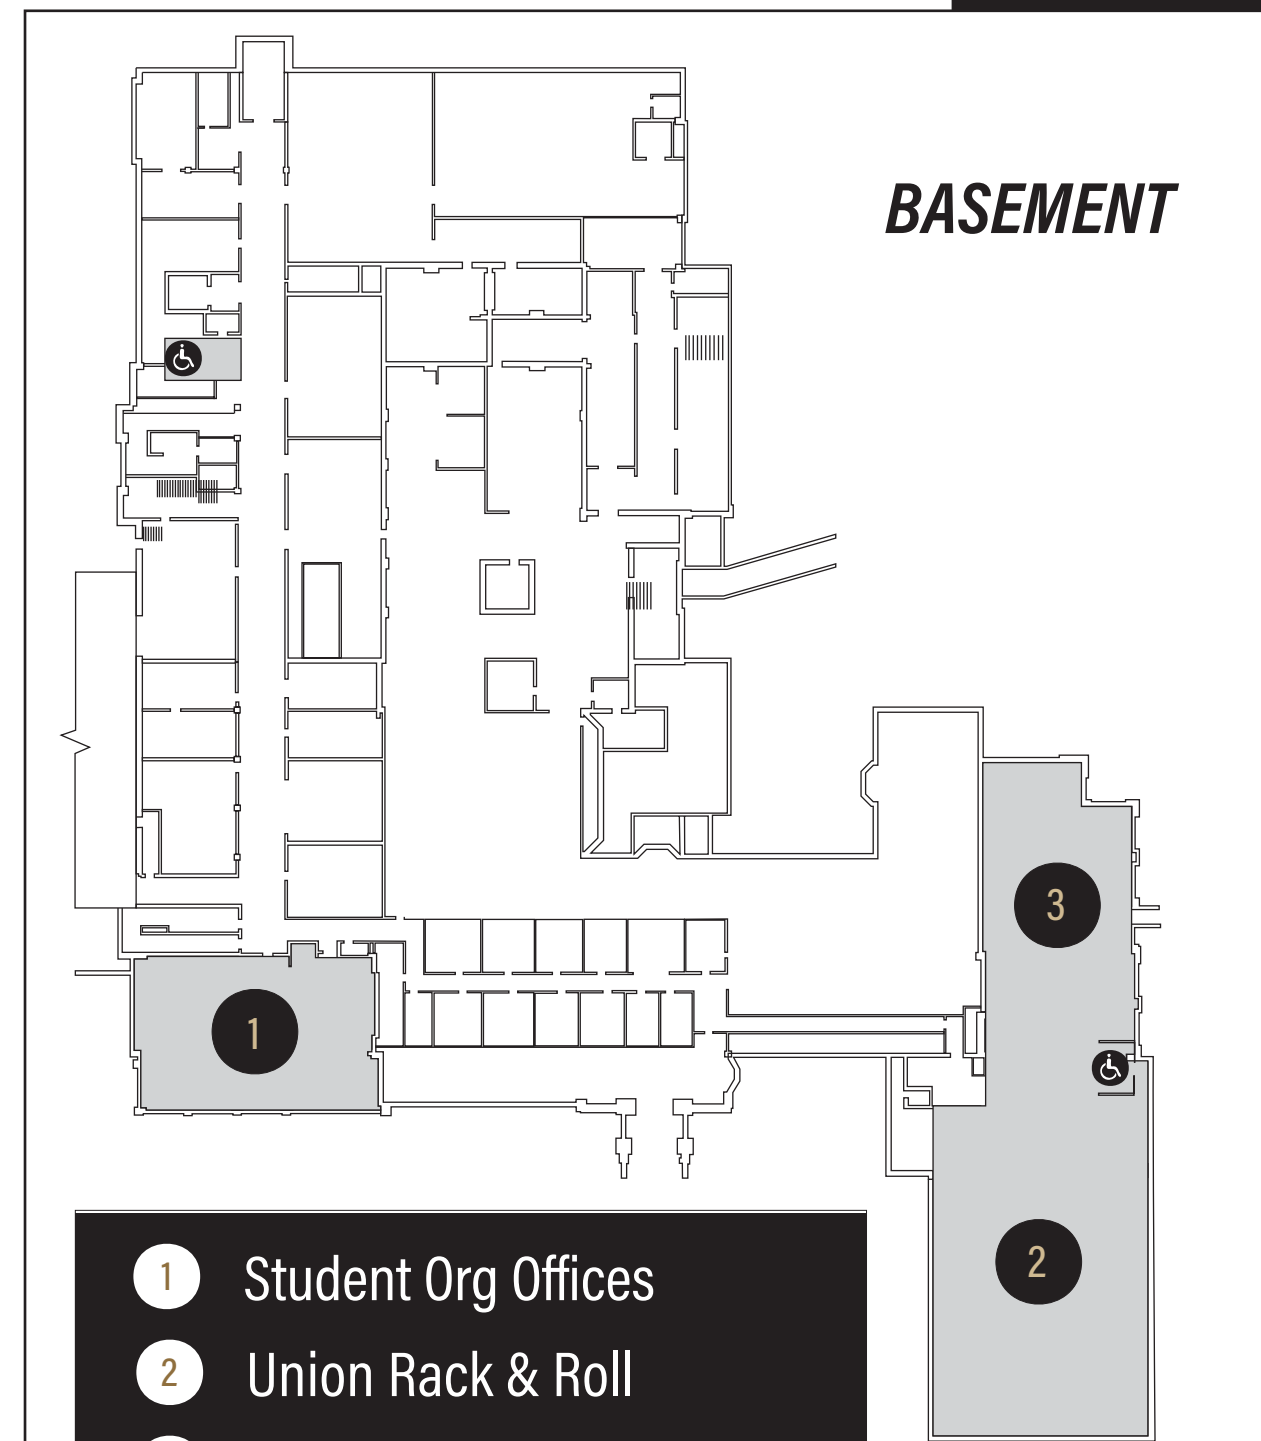 BASEMENT
3
1
2
1 Student Org Offices
2 Union Rack & Roll